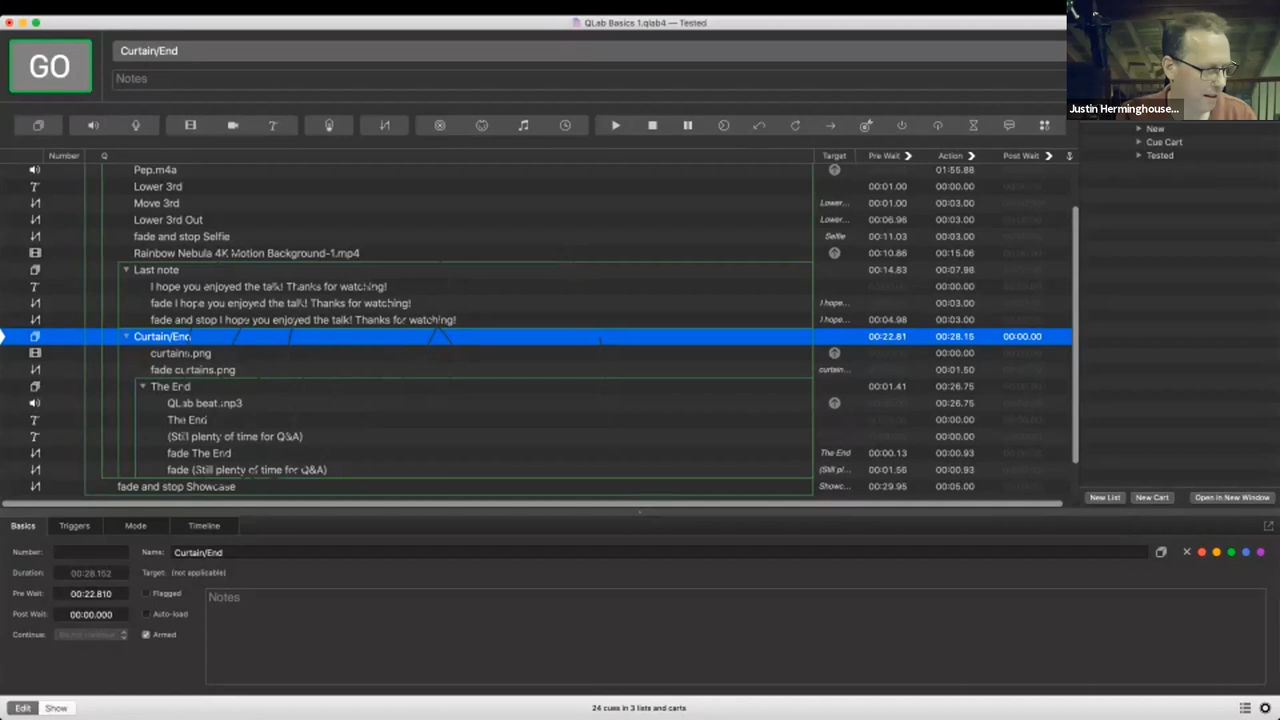 QLab Basics 1.qlab4 — Tested
GO
Curtain/End
Notes
Justin Herminghouse...
Number Q Target Pre Wait Action Post Wait
Pep.m4a 01:55.88
Lower 3rd 00:01.00 00:00.00
Move 3rd Lower... 00:01.00 00:03.00
Lower 3rd Out Lower... 00:06.96 00:03.00
fade and stop Selfie Selfie 00:11.03 00:03.00
Rainbow Nebula 4K Motion Background-1.mp4 00:10.86 00:15.06
Last note 00:14.83 00:07.98
I hope you enjoyed the talk! Thanks for watching! 00:00.00
fade I hope you enjoyed the talk! Thanks for watching! I hope... 00:03.00
fade and stop I hope you enjoyed the talk! Thanks for watching! I hope... 00:04.98 00:03.00
Curtain/End 00:22.81 00:28.15 00:00.00
curtains.png 00:00.00
fade curtains.png curtain... 00:01.50
The End 00:01.41 00:26.75
QLab beat.mp3 00:26.75
The End 00:00.00
(Still plenty of time for Q&A) 00:00.00
fade The End The End 00:00.13 00:00.93
fade (Still plenty of time for Q&A) (Still pl... 00:01.56 00:00.93
fade and stop Showcase Showc... 00:29.95 00:05.00
New
Cue Cart
Tested
New List New Cart Open in New Window
Basics Triggers Mode Timeline
Number: Name: Curtain/End
Duration: 00:28.152 Target: (not applicable)
Pre Wait: 00:22.810 Flagged Notes
Post Wait: 00:00.000 Auto-load
Continue: Do not continue Armed
Edit Show 24 cues in 3 lists and carts